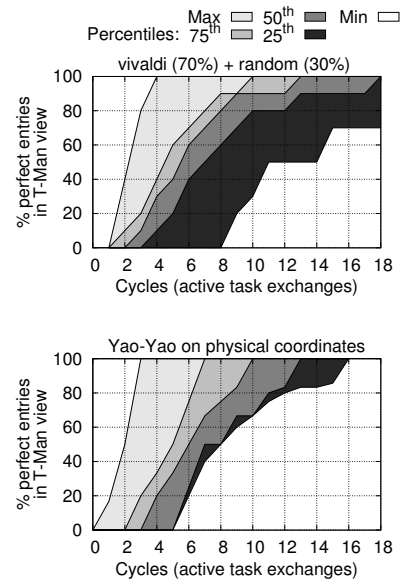 Max 50th Min
Percentiles: 75th 25th
vivaldi (70%) + random (30%)
100
80
60
40
20
0
% perfect entries
in T-Man view
0 2 4 6 8 10 12 14 16 18
Cycles (active task exchanges)
Yao-Yao on physical coordinates
100
80
60
40
20
0
% perfect entries
in T-Man view
0 2 4 6 8 10 12 14 16 18
Cycles (active task exchanges)